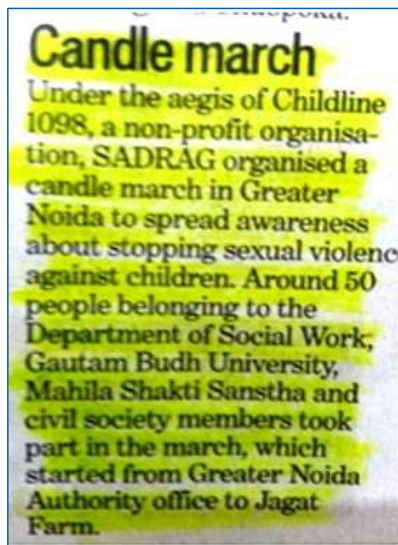 Candle march
Under the aegis of Childline
1098, a non-profit organisa-
tion, SADRAG organised a
candle march in Greater
Noida to spread awareness
about stopping sexual violenc
against children. Around 50
people belonging to the
Department of Social Work,
Gautam Budh University,
Mahila Shakti Sanstha and
civil society members took
part in the march, which
started from Greater Noida
Authority office to Jagat
Farm.